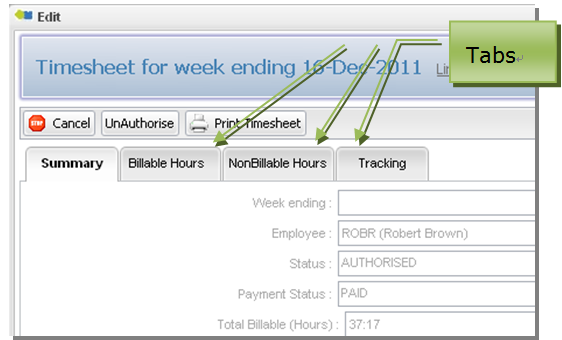 Edit
Timesheet for week ending 16-Dec-2011
Tabs
Cancel UnAuthorise Print Timesheet
Summary Billable Hours NonBillable Hours Tracking
Week ending :
Employee : ROBR (Robert Brown)
Status : AUTHORISED
Payment Status : PAID
Total Billable (Hours) : 37:17